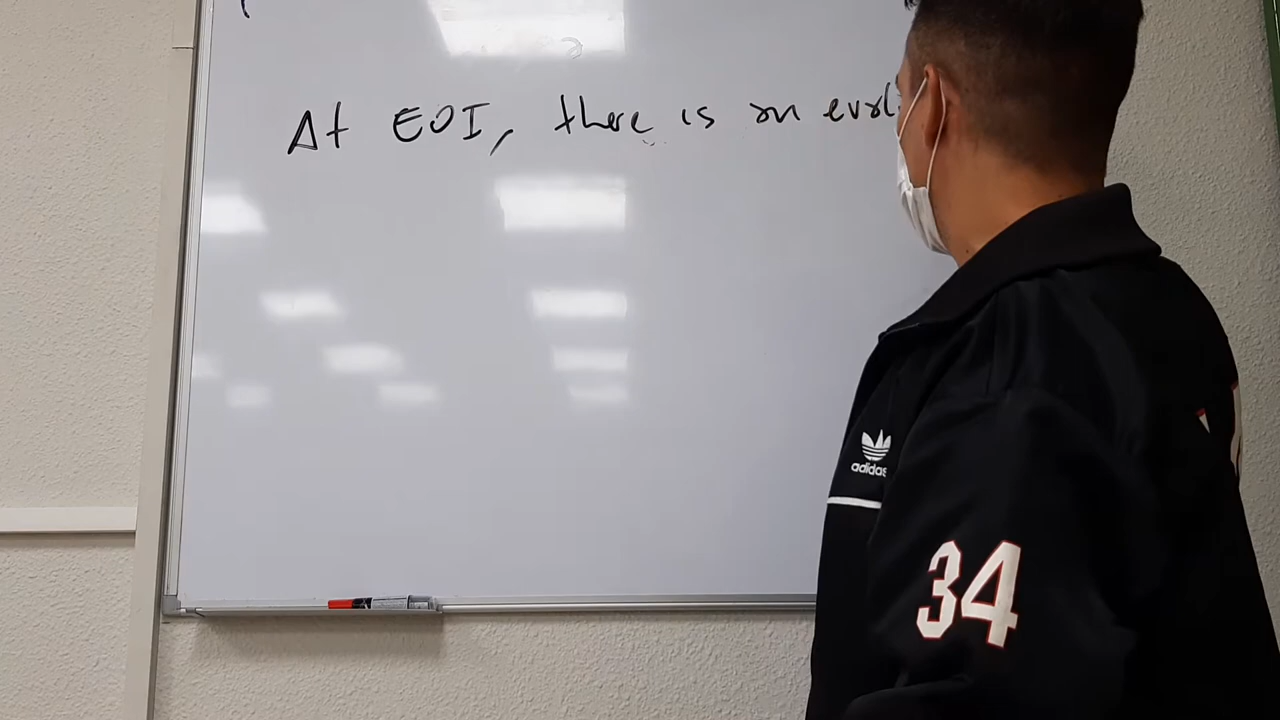 At EOI, there is an
adidas
34